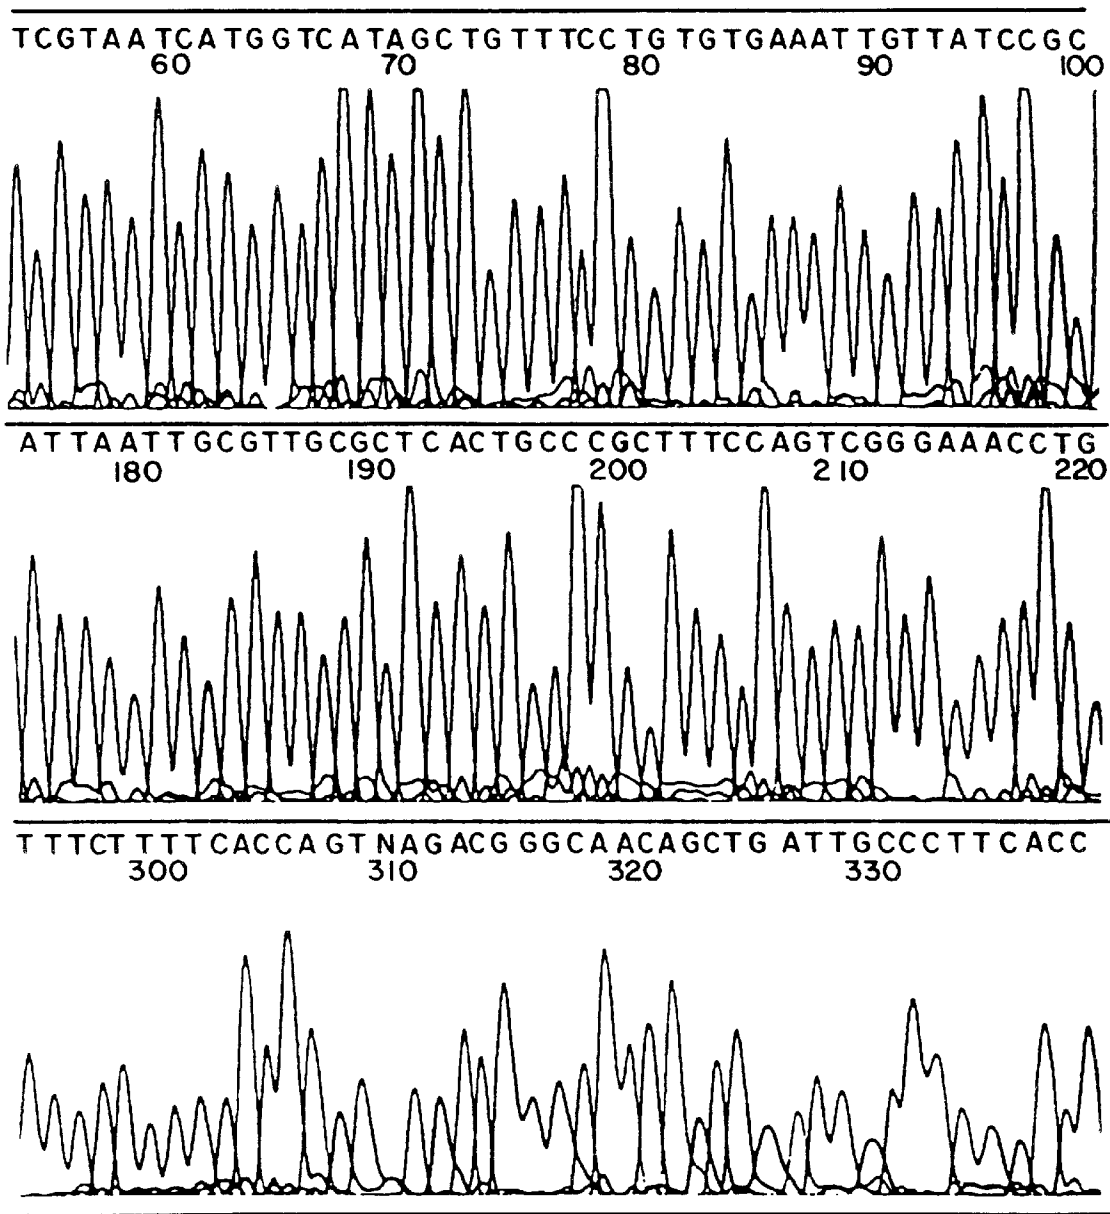 TCGTAATCATGGTCATAGCTGTTTCCTGTGTGAAATTGTTATCCGC
60 70 80 90 100
ATTAATTGCGTTGCGCTCACTGCCCGCTTTCCAGTCGGGAAACCTG
180 190 200 210 220
TTTCTTTTCACCAGTNAGACGGGCAACAGCTGATTGCCCTTCACC
300 310 320 330